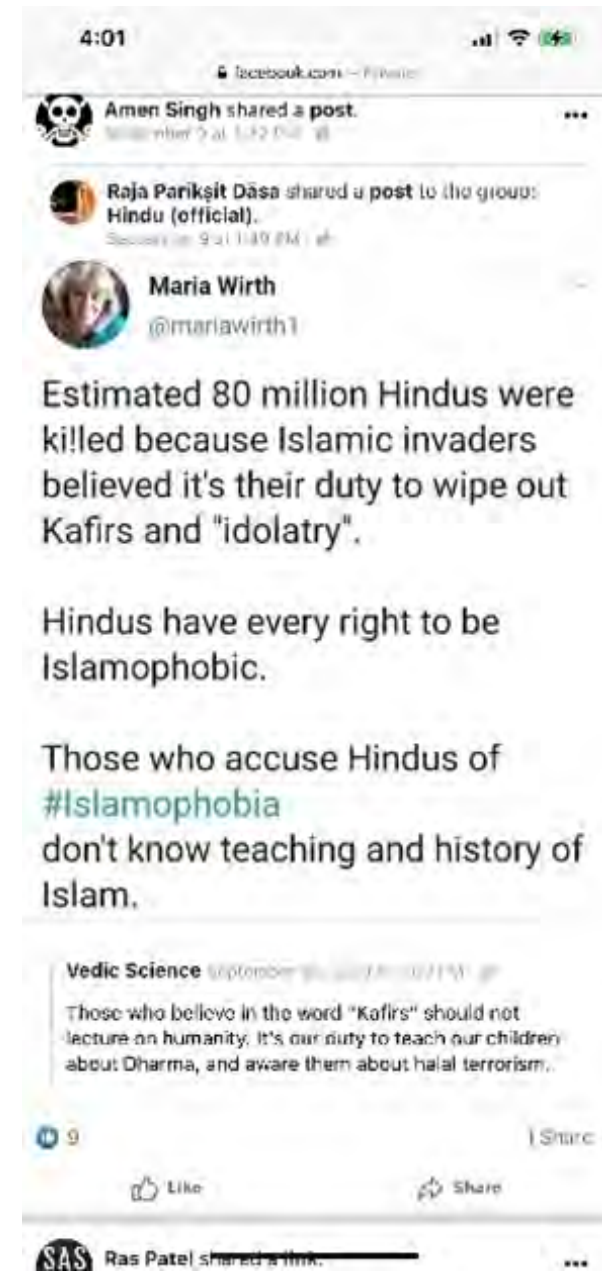 4:01
facebook.com — Private
Amen Singh shared a post.
Raja Parikṣit Dāsa shared a post to the group:
Hindu (official).
Maria Wirth
@mariawirth1
Estimated 80 million Hindus were
ki!led because Islamic invaders
believed it's their duty to wipe out
Kafirs and "idolatry".
Hindus have every right to be
Islamophobic.
Those who accuse Hindus of
#Islamophobia
don't know teaching and history of
Islam.
Vedic Science
Those who believe in the word "Kafirs" should not
lecture on humanity. It's our duty to teach our children
about Dharma, and aware them about halal terrorism.
9
1 Share
Like
Share
SAS
Ras Patel shared a link.